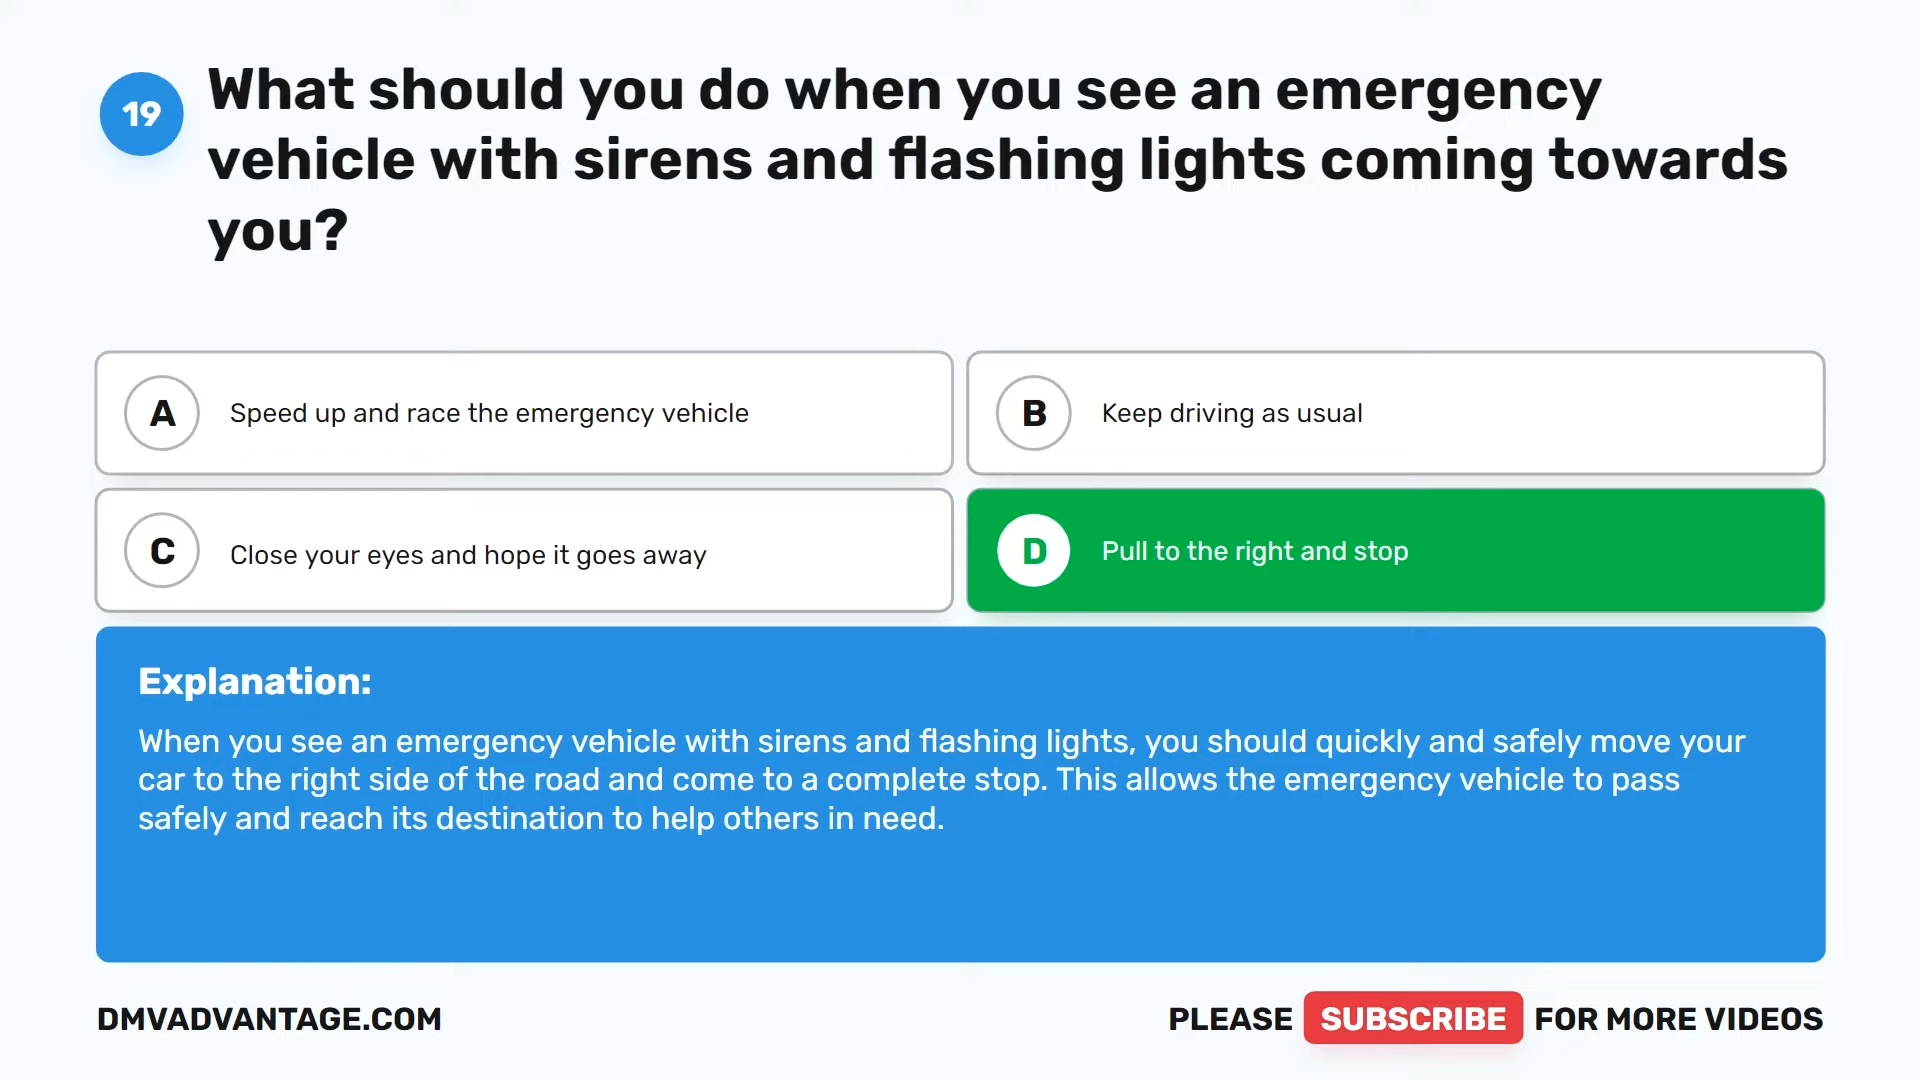 19
What should you do when you see an emergency
vehicle with sirens and flashing lights coming towards
you?
A
Speed up and race the emergency vehicle
B
Keep driving as usual
C
Close your eyes and hope it goes away
D
Pull to the right and stop
Explanation:
When you see an emergency vehicle with sirens and flashing lights, you should quickly and safely move your
car to the right side of the road and come to a complete stop. This allows the emergency vehicle to pass
safely and reach its destination to help others in need.
DMVADVANTAGE.COM
PLEASE SUBSCRIBE FOR MORE VIDEOS